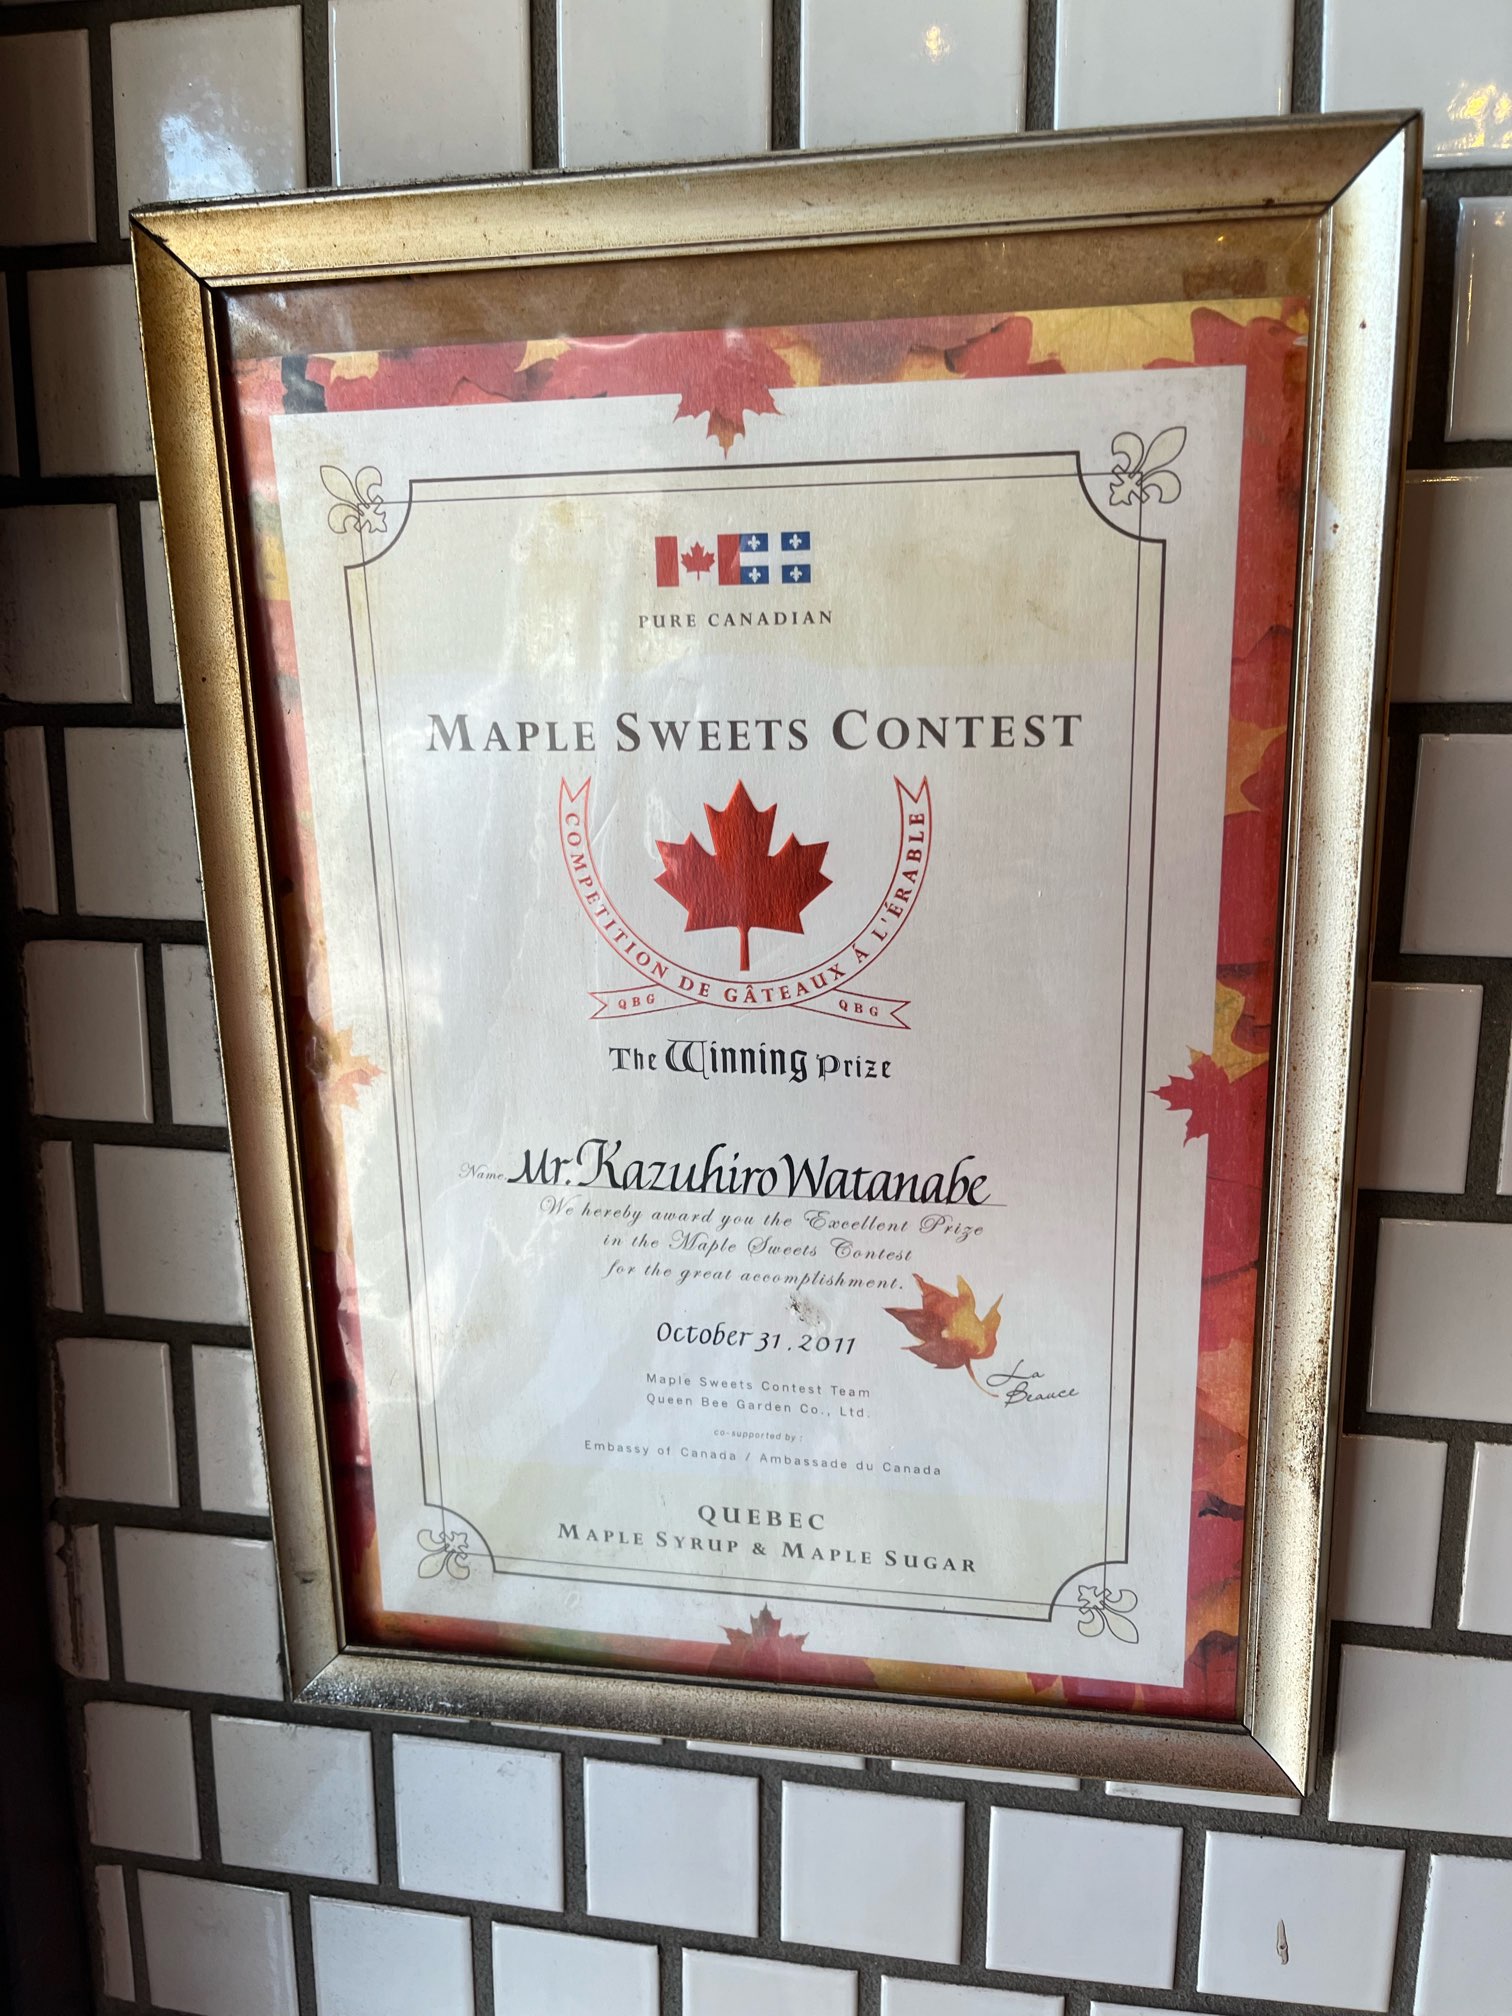 PURE CANADIAN
MAPLE SWEETS CONTEST
COMPETITION DE GÂTEAUX Á L'ÉRABLE
QBG QBG
The Winning Prize
Name Mr. Kazuhiro Watanabe
We hereby award you the Excellent Prize
in the Maple Sweets Contest
for the great accomplishment.
October 31. 2011
La
Beauce
Maple Sweets Contest Team
Queen Bee Garden Co., Ltd.
co-supported by :
Embassy of Canada / Ambassade du Canada
QUEBEC
MAPLE SYRUP & MAPLE SUGAR